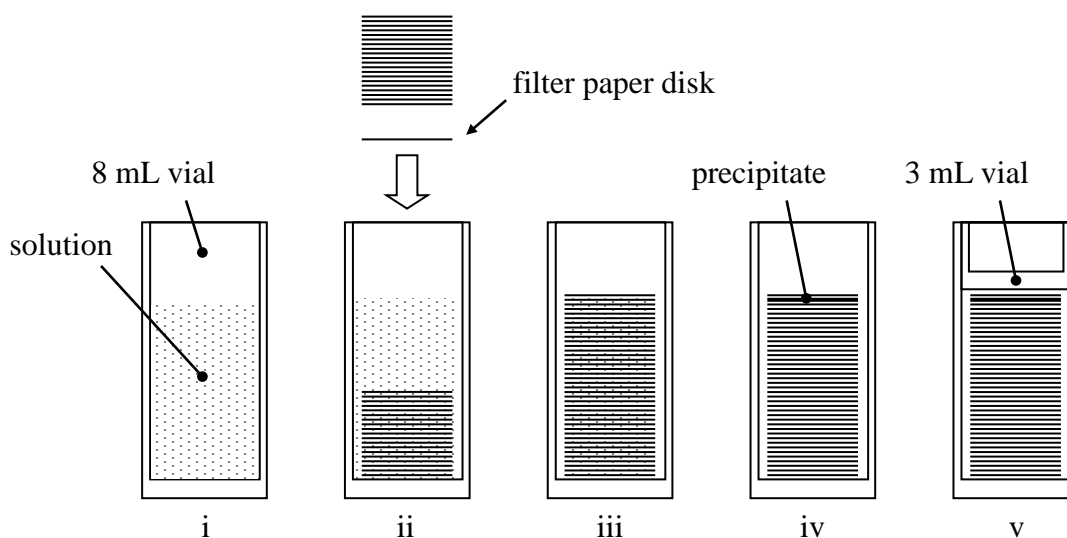 filter paper disk
8 mL vial
precipitate
3 mL vial
solution
i
ii
iii
iv
v